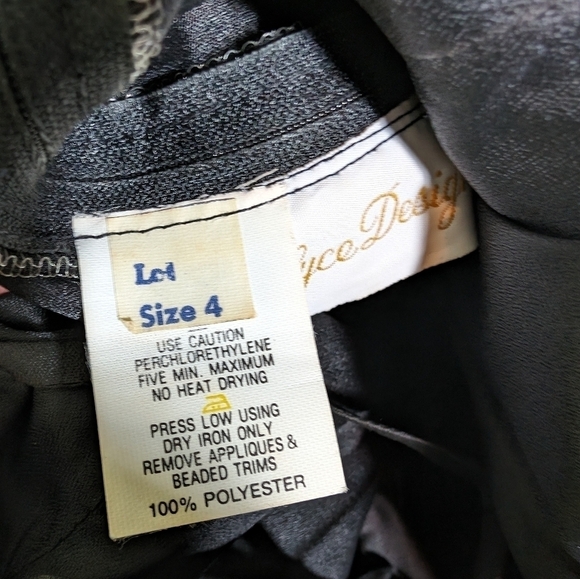 Lot
Size 4
USE CAUTION
PERCHLORETHYLENE
FIVE MIN. MAXIMUM
NO HEAT DRYING
PRESS LOW USING
DRY IRON ONLY
REMOVE APPLIQUES &
BEADED TRIMS
100% POLYESTER